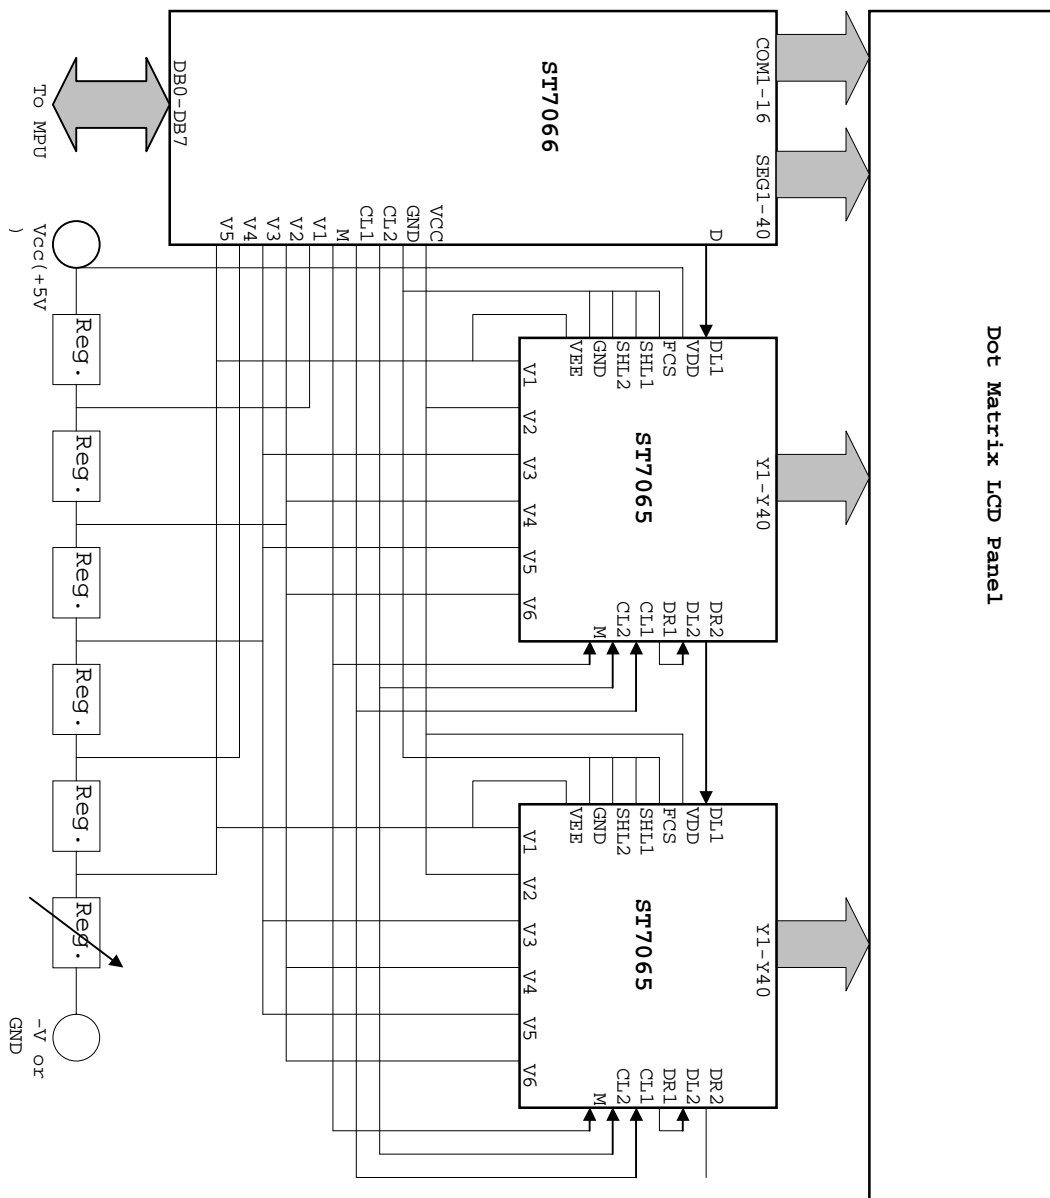 Dot Matrix LCD Panel
COM1-16
SEG1-40
Y1-Y40
Y1-Y40
ST7066
DB0-DB7
To MPU
V5
V4
V3
V2
V1
M
CL1
CL2
GND
VCC
D
ST7065
DL1
VDD
FCS
SHL1
SHL2
GND
VEE
V1
V2
V3
V4
V5
V6
DR2
DL2
DR1
CL1
CL2
M
ST7065
DL1
VDD
FCS
SHL1
SHL2
GND
VEE
V1
V2
V3
V4
V5
V6
DR2
DL2
DR1
CL1
CL2
M
Vcc(+5V
)
Reg.
Reg.
Reg.
Reg.
Reg.
Reg.
-V or
GND